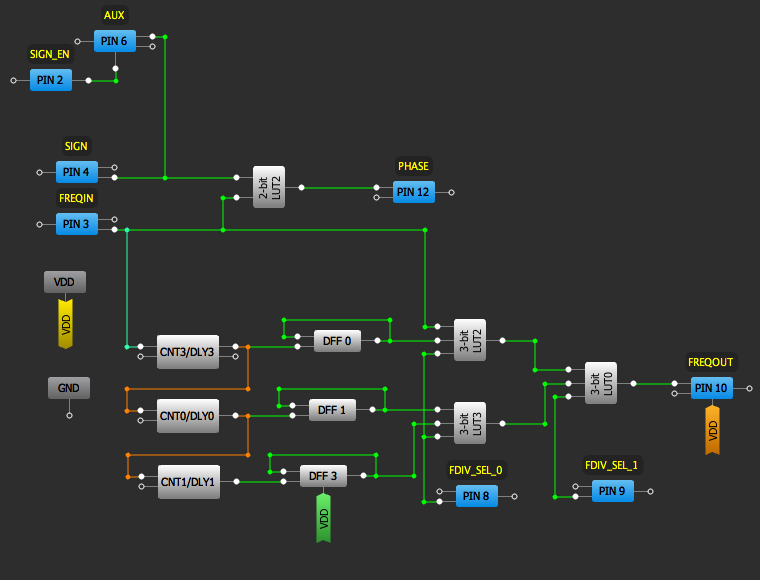 AUX
PIN 6
SIGN_EN
PIN 2
SIGN
PIN 4
2-bit
LUT2
PHASE
PIN 12
FREQIN
PIN 3
VDD
VDD
CNT3/DLY3
DFF 0
3-bit
LUT2
GND
CNT0/DLY0
DFF 1
3-bit
LUT3
3-bit
LUT0
FREQOUT
PIN 10
VDD
CNT1/DLY1
DFF 3
VDD
FDIV_SEL_0
PIN 8
FDIV_SEL_1
PIN 9